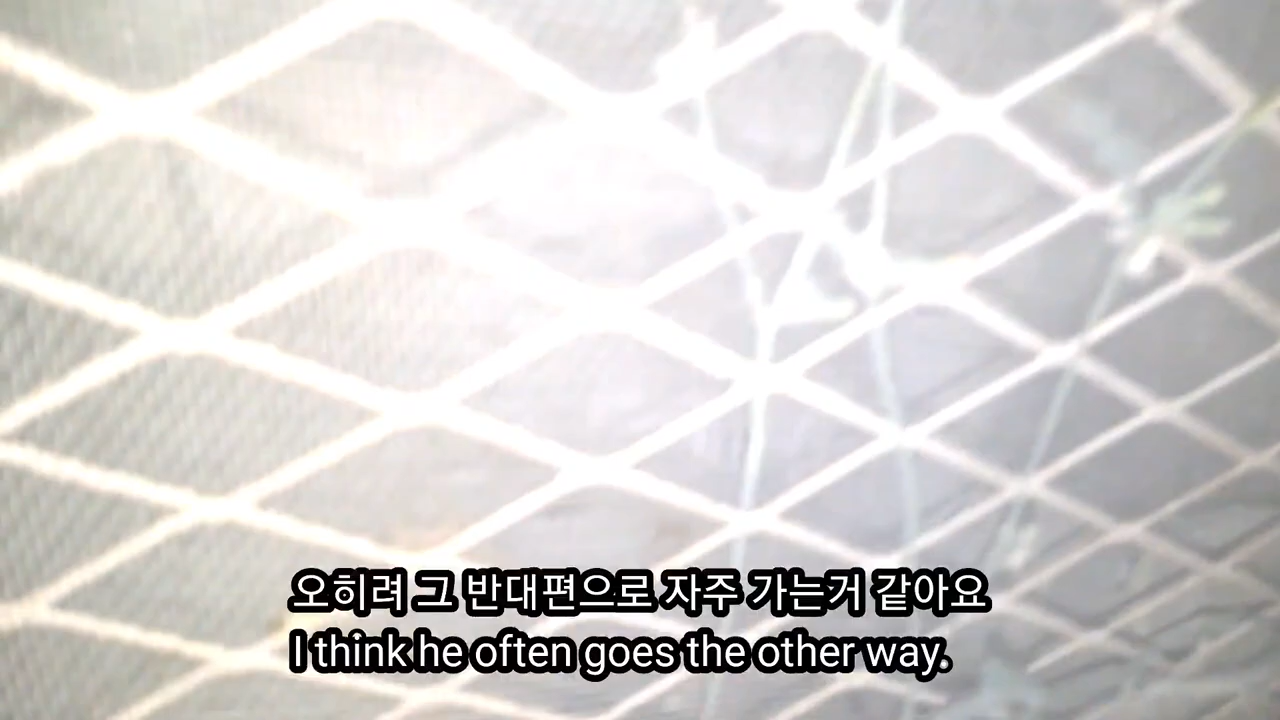 오히려 그 반대편으로 자주 가는거 같아요
I think he often goes the other way.